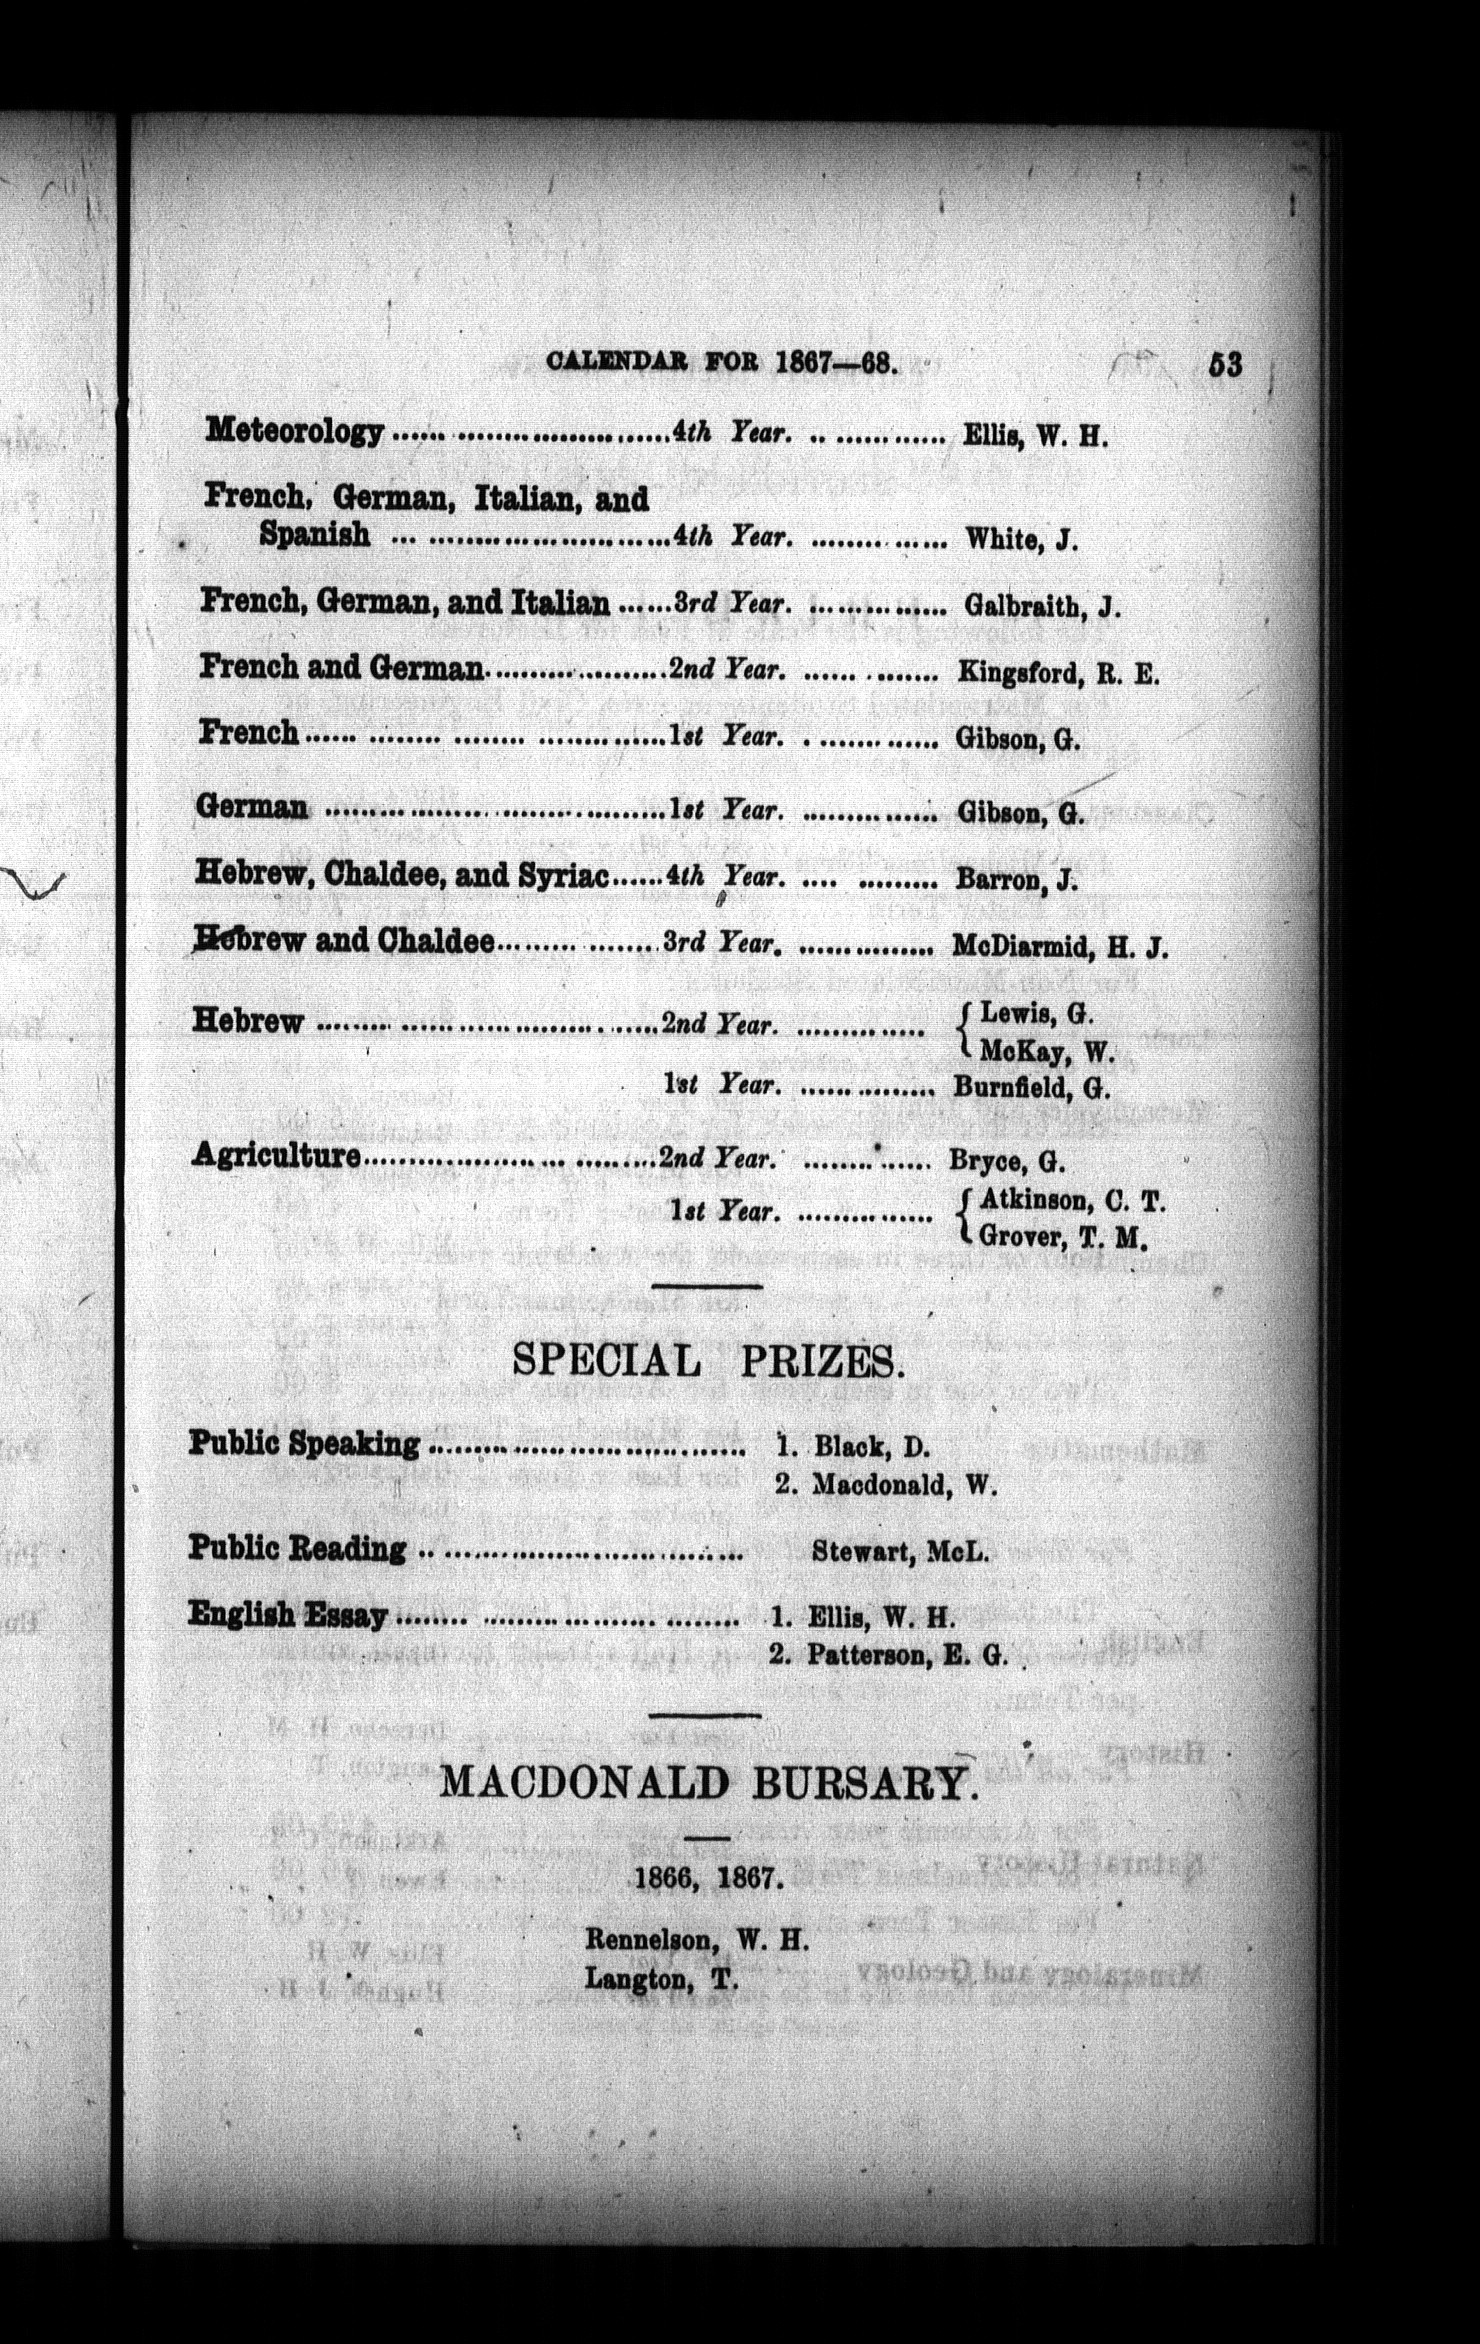 CALENDAR FOR 1867—68. 53
Meteorology ........................... 4th Year. .............. Ellis, W. H.
French, German, Italian, and
Spanish ........................... 4th Year. .............. White, J.
French, German, and Italian ...... 3rd Year. .............. Galbraith, J.
French and German.................... 2nd Year. .............. Kingsford, R. E.
French .................................... 1st Year. .............. Gibson, G.
German .................................. 1st Year. .............. Gibson, G.
Hebrew, Chaldee, and Syriac...... 4th Year. .............. Barron, J.
Hebrew and Chaldee................. 3rd Year. .............. McDiarmid, H. J.
Hebrew .................................. 2nd Year. .............. { Lewis, G.
{ McKay, W.
1st Year. .............. Burnfield, G.
Agriculture............................... 2nd Year. .............. Bryce, G.
1st Year. .............. { Atkinson, C. T.
{ Grover, T. M.
SPECIAL PRIZES.
Public Speaking .................................. 1. Black, D.
2. Macdonald, W.
Public Reading .................................. Stewart, McL.
English Essay .................................. 1. Ellis, W. H.
2. Patterson, E. G.
MACDONALD BURSARY.
1866, 1867.
Rennelson, W. H.
Langton, T.